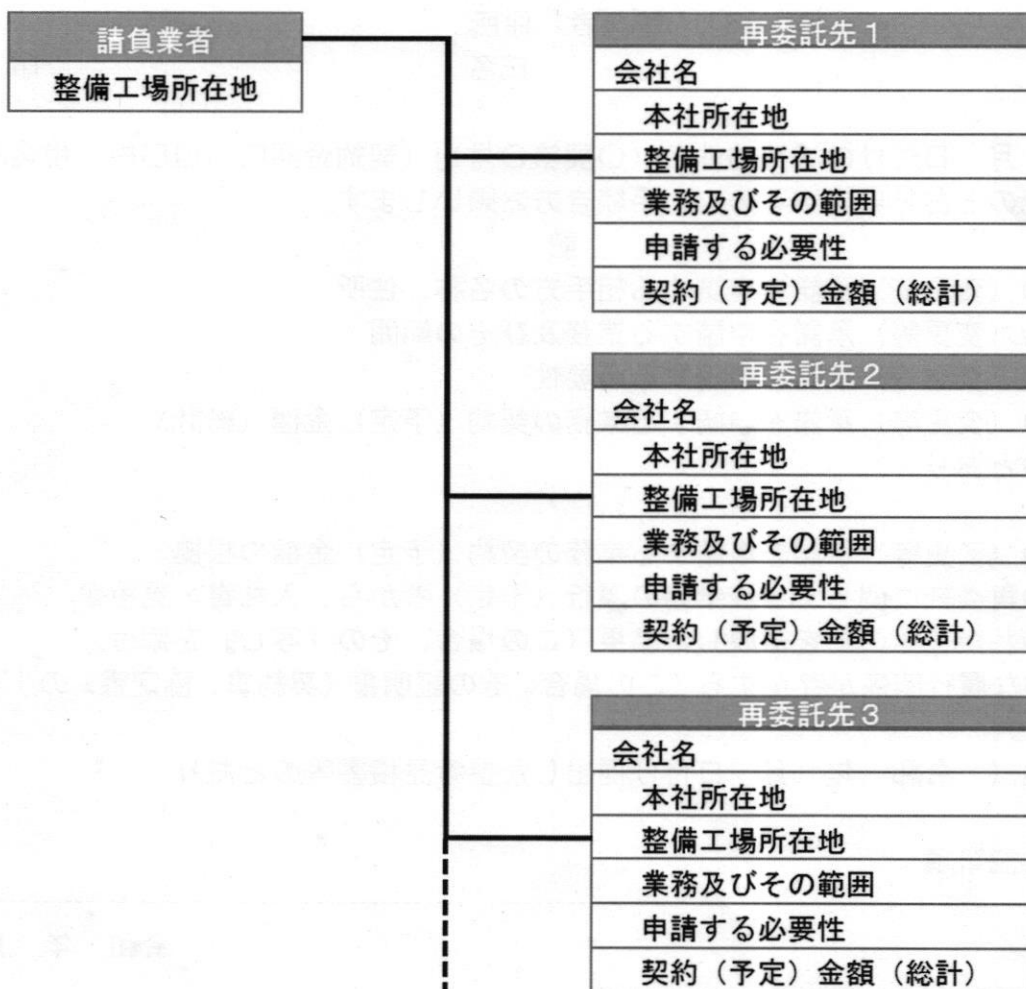 請負業者
整備工場所在地
再委託先1
会社名
本社所在地
整備工場所在地
業務及びその範囲
申請する必要性
契約（予定）金額（総計）
再委託先2
会社名
本社所在地
整備工場所在地
業務及びその範囲
申請する必要性
契約（予定）金額（総計）
再委託先3
会社名
本社所在地
整備工場所在地
業務及びその範囲
申請する必要性
契約（予定）金額（総計）